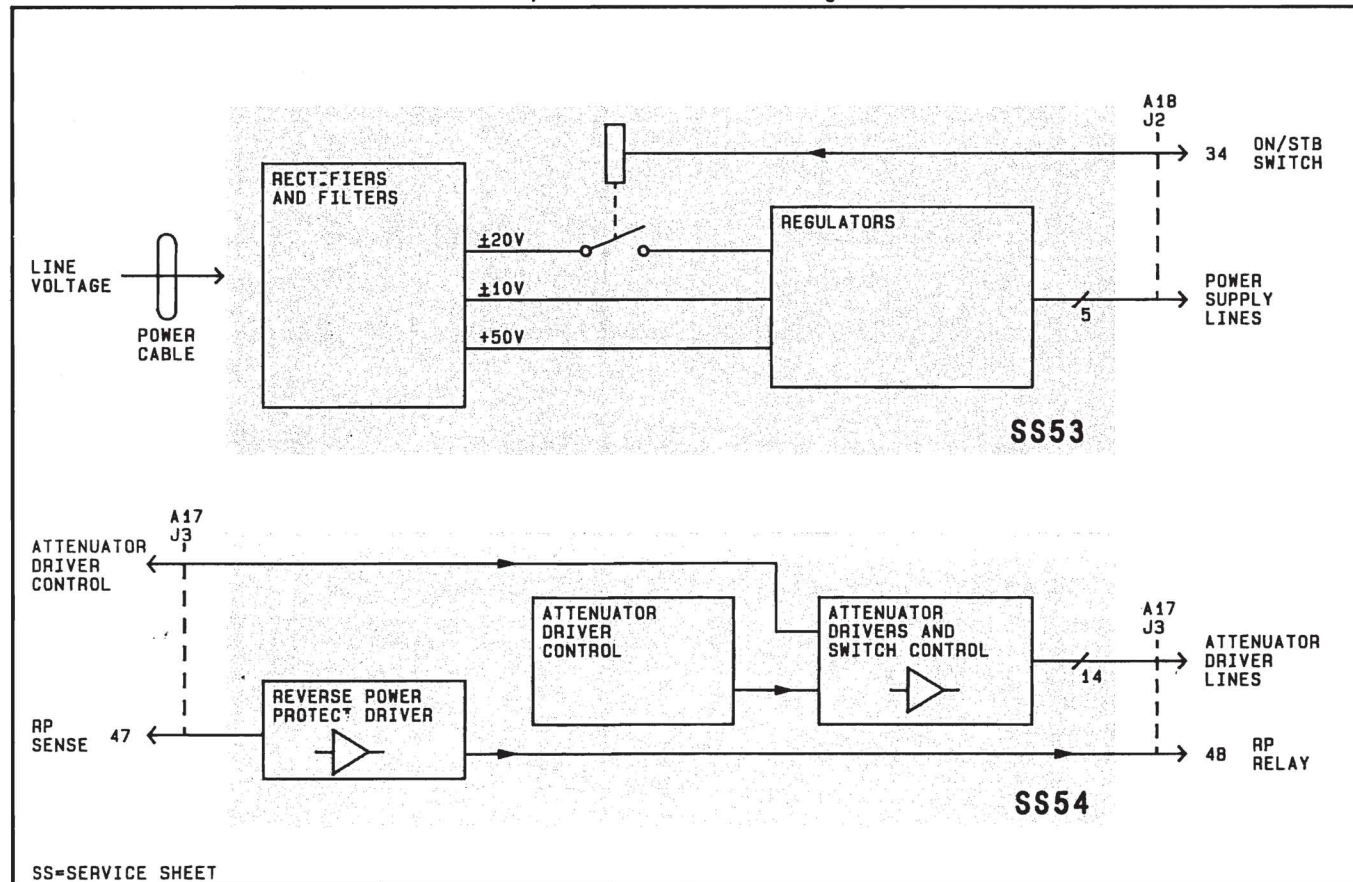 A18
J2
34 ON/STB
SWITCH
RECTIFIERS
AND FILTERS
REGULATORS
±20V
LINE
VOLTAGE
±10V
POWER
SUPPLY
LINES
5
POWER
CABLE
+50V
SS53
A17
J3
ATTENUATOR
DRIVER
CONTROL
ATTENUATOR
DRIVER
CONTROL
ATTENUATOR
DRIVERS AND
SWITCH CONTROL
A17
J3
ATTENUATOR
DRIVER
LINES
14
REVERSE POWER
PROTECT DRIVER
RP
SENSE 47
48 RP
RELAY
SS54
SS=SERVICE SHEET